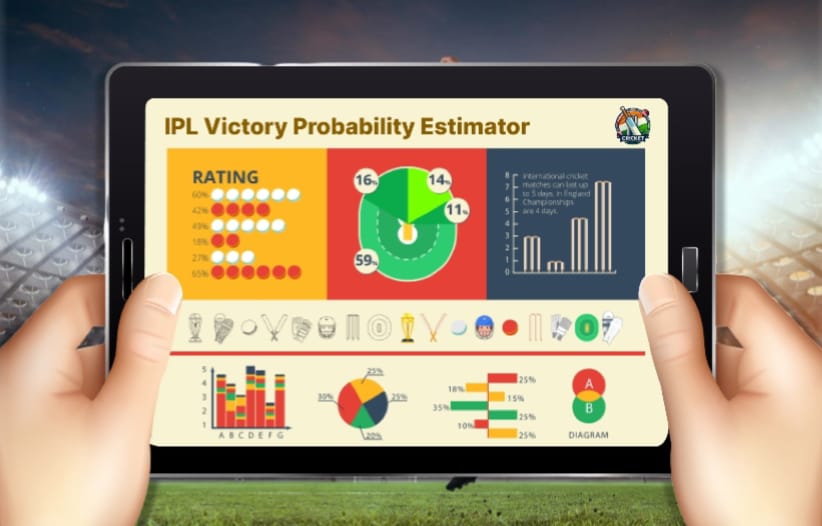 IPL Victory Probability Estimator
CRICKET
RATING
60%
42%
49%
18%
27%
65%
16%
14%
11%
59%
8
7
6
5
4
3
2
1
0
International cricket
matches can last up
to 5 days, in England
Championships
are 4 days.
5
4
3
2
1
A B C D E F G
25%
30%
25%
20%
25%
18%
15%
35%
25%
10%
25%
A
B
DIAGRAM